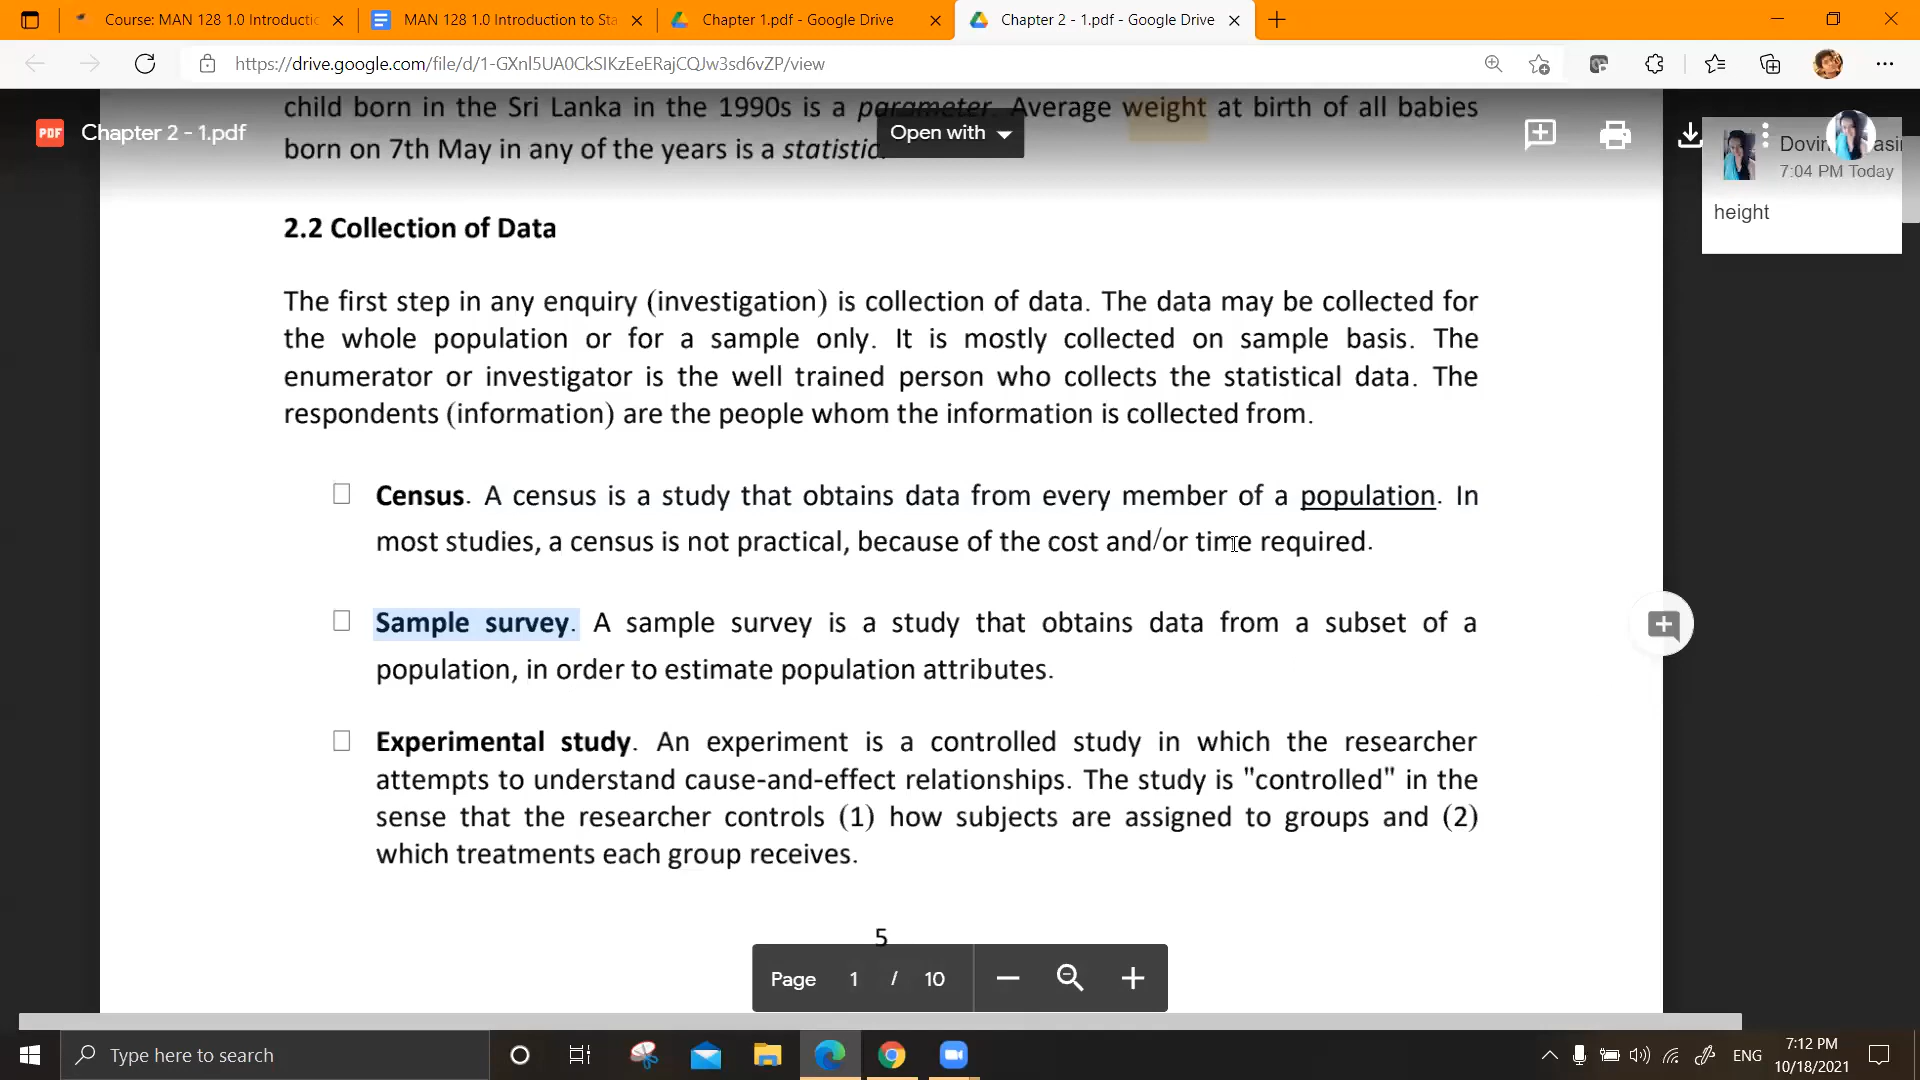 Course: MAN 128 1.0 Introductio
MAN 128 1.0 Introduction to Sta
Chapter 1.pdf - Google Drive
Chapter 2 - 1.pdf - Google Drive
https://drive.google.com/file/d/1-GXnl5UA0CkSIKzEeERajCQJw3sd6vZP/view
child born in the Sri Lanka in the 1990s is a parameter. Average weight at birth of all babies
PDF Chapter 2 - 1.pdf
Open with
born on 7th May in any of the years is a statistic.
7:04 PM Today
height
2.2 Collection of Data
The first step in any enquiry (investigation) is collection of data. The data may be collected for
the whole population or for a sample only. It is mostly collected on sample basis. The
enumerator or investigator is the well trained person who collects the statistical data. The
respondents (information) are the people whom the information is collected from.
Census. A census is a study that obtains data from every member of a population. In
most studies, a census is not practical, because of the cost and/or time required.
Sample survey. A sample survey is a study that obtains data from a subset of a
population, in order to estimate population attributes.
Experimental study. An experiment is a controlled study in which the researcher
attempts to understand cause-and-effect relationships. The study is "controlled" in the
sense that the researcher controls (1) how subjects are assigned to groups and (2)
which treatments each group receives.
5
Page 1 / 10
Type here to search
ENG
7:12 PM
10/18/2021